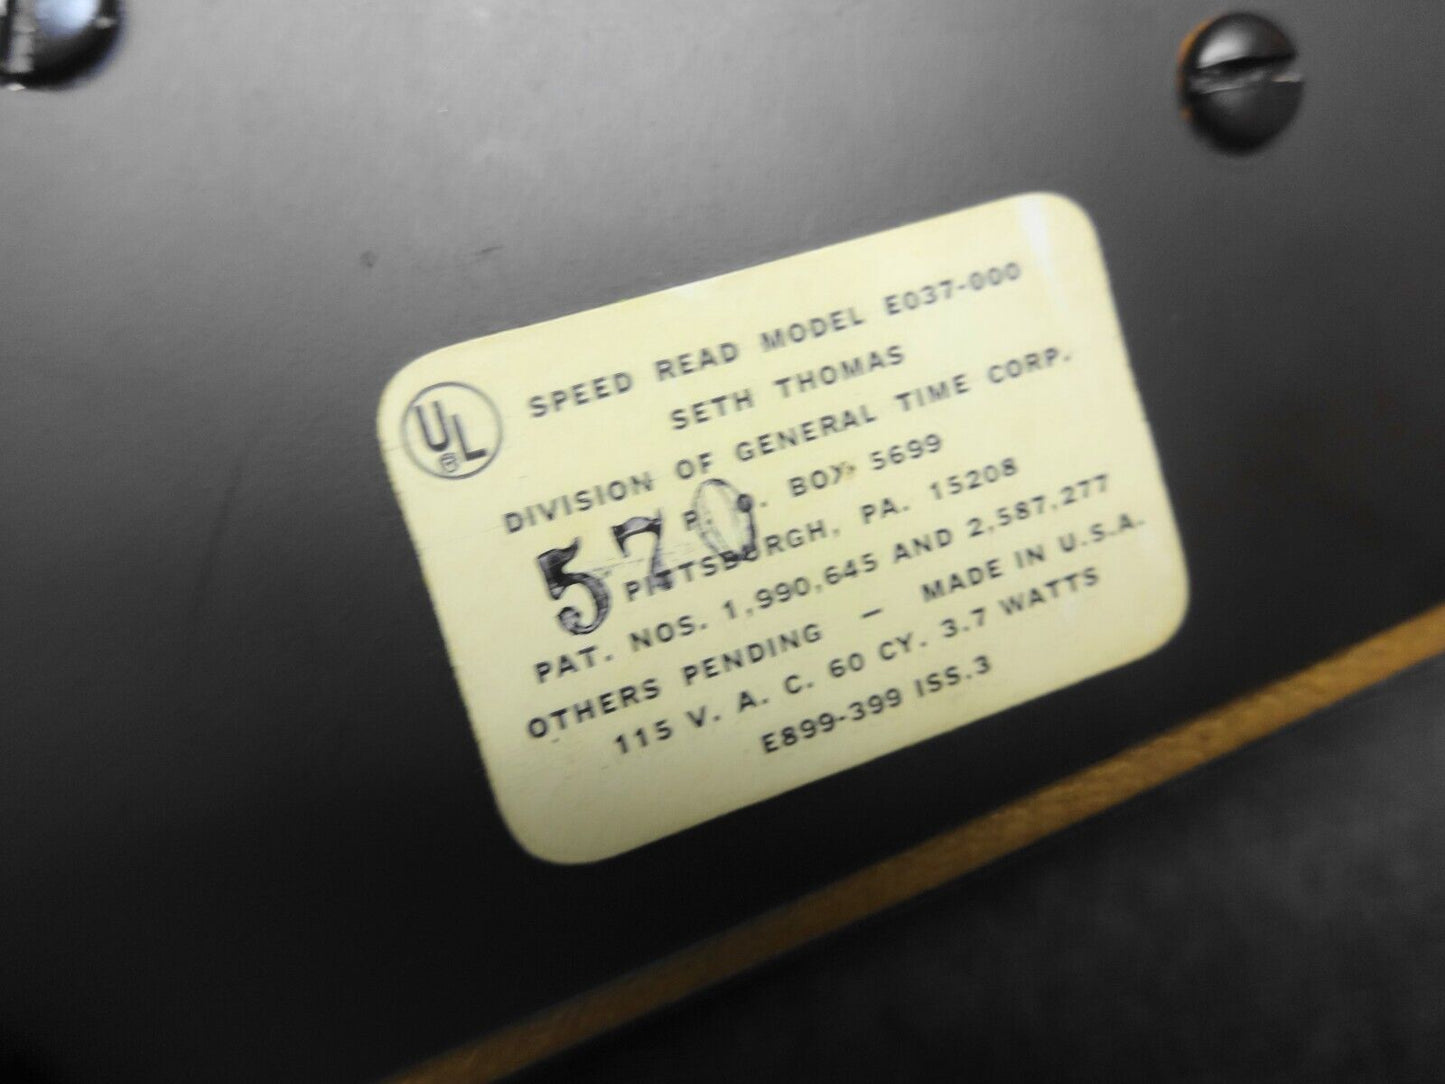 UL
SPEED READ MODEL E037-000
SETH THOMAS
DIVISION OF GENERAL TIME CORP.
P.O. BOX 5699
570
PITTSBURGH, PA. 15208
PAT. NOS. 1,990,645 AND 2,587,277
OTHERS PENDING — MADE IN U.S.A.
115 V. A. C. 60 CY. 3.7 WATTS
E899-399 ISS.3